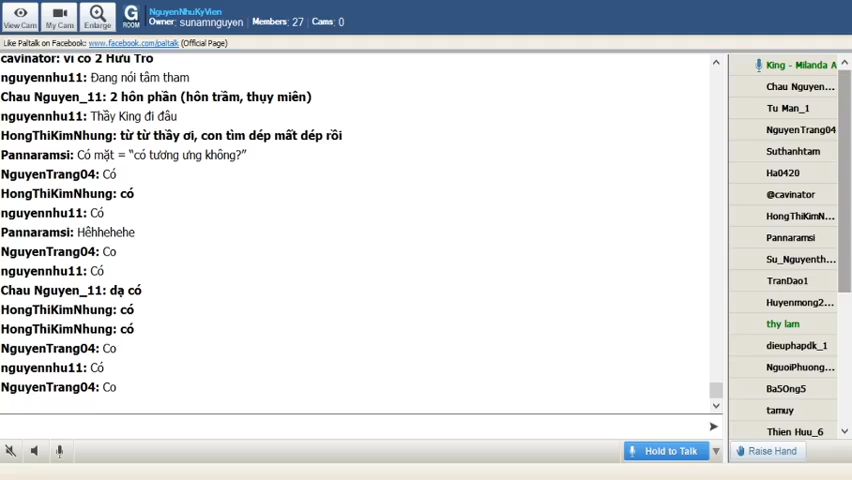 View Cam
My Cam
Enlarge
G
ROOM
NguyenNhuKyVien
Owner: sunamnguyen Members: 27 Cams: 0
Like Paltalk on Facebook: www.facebook.com/paltalk (Official Page)
cavinator: vi co 2 Hưu Trợ
nguyennhu11: Đang nói tâm tham
Chau Nguyen_11: 2 hôn phần (hôn trầm, thụy miên)
nguyennhu11: Thầy King đi đâu
HongThiKimNhung: từ từ thầy ơi, con tìm dép mất dép rồi
Pannaramsi: Có mặt = “có tương ưng không?”
NguyenTrang04: Có
HongThiKimNhung: có
nguyennhu11: Có
Pannaramsi: Hêhhehehe
NguyenTrang04: Co
nguyennhu11: Có
Chau Nguyen_11: dạ có
HongThiKimNhung: có
HongThiKimNhung: có
NguyenTrang04: Co
nguyennhu11: Có
NguyenTrang04: Co
King - Milanda A
Chau Nguyen...
Tu Man_1
NguyenTrang04
Suthanhtam
Ha0420
@cavinator
HongThiKimN...
Pannaramsi
Su_Nguyenth...
TranDao1
Huyenmong2...
thy lam
dieuphapdk_1
NguoiPhuong...
Ba5Ong5
tamuy
Thien Huu_6
Hold to Talk
Raise Hand